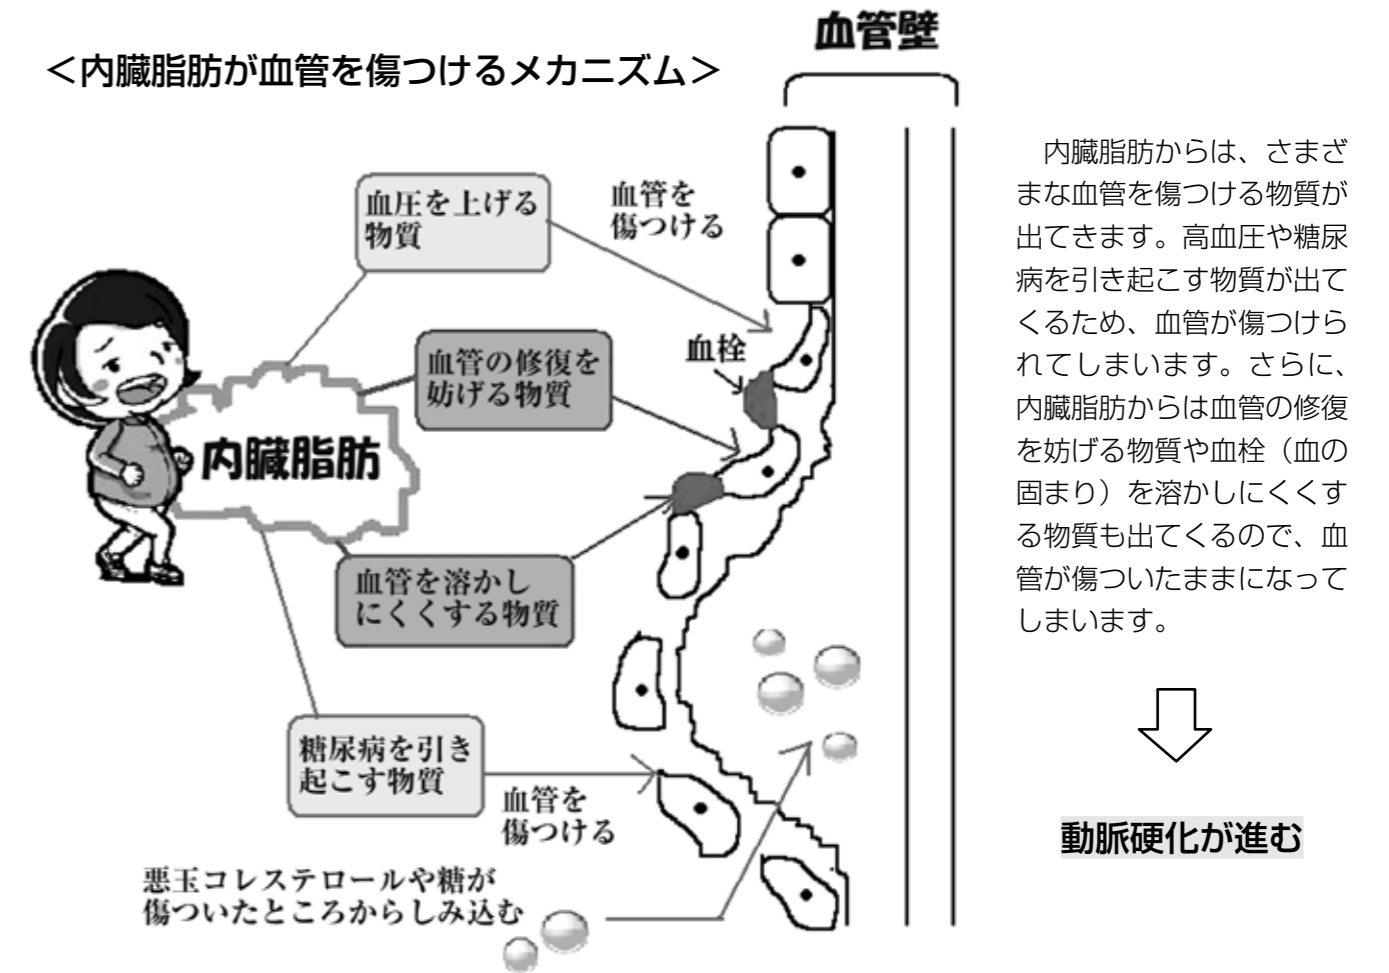 ＜内臓脂肪が血管を傷つけるメカニズム＞
血管壁
血圧を上げる
物質
血管を
傷つける
血管の修復を
妨げる物質
血栓
内臓脂肪
血管を溶かし
にくくする物質
糖尿病を引き
起こす物質
血管を
傷つける
悪玉コレステロールや糖が
傷ついたところからしみ込む
　内臓脂肪からは、さまざ
まな血管を傷つける物質が
出てきます。高血圧や糖尿
病を引き起こす物質が出て
くるため、血管が傷つけら
れてしまいます。さらに、
内臓脂肪からは血管の修復
を妨げる物質や血栓（血の
固まり）を溶かしにくくす
る物質も出てくるので、血
管が傷ついたままになって
しまいます。
動脈硬化が進む